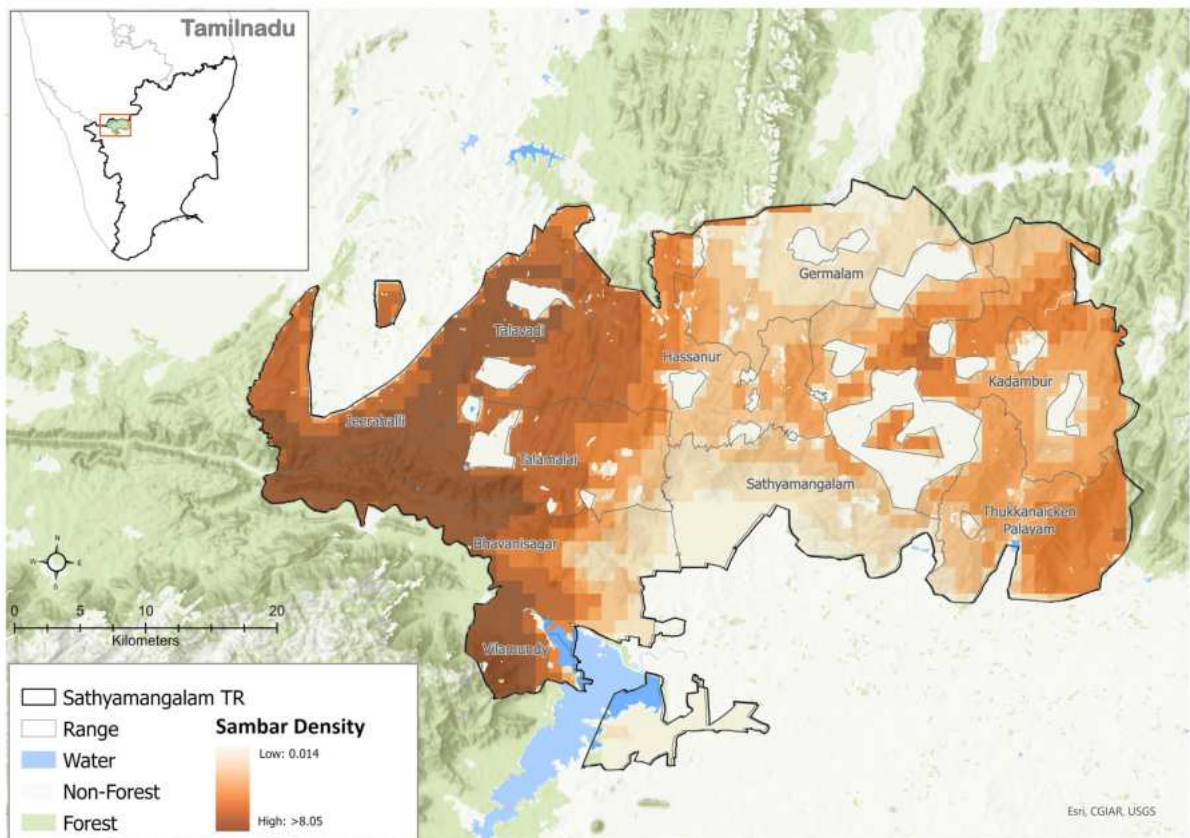 Tamilnadu
Germalam
Talavadi
Hassanur
Kadambur
Jeerahalli
Talamalai
Sathyamangalam
Thukkanaicken
Palayam
Bhavanisagar
Vilamundy
N
W E
S
0 5 10 20
Kilometers
Sathyamangalam TR
Range
Water
Non-Forest
Forest
Sambar Density
Low: 0.014
High: >8.05
Esri, CGIAR, USGS